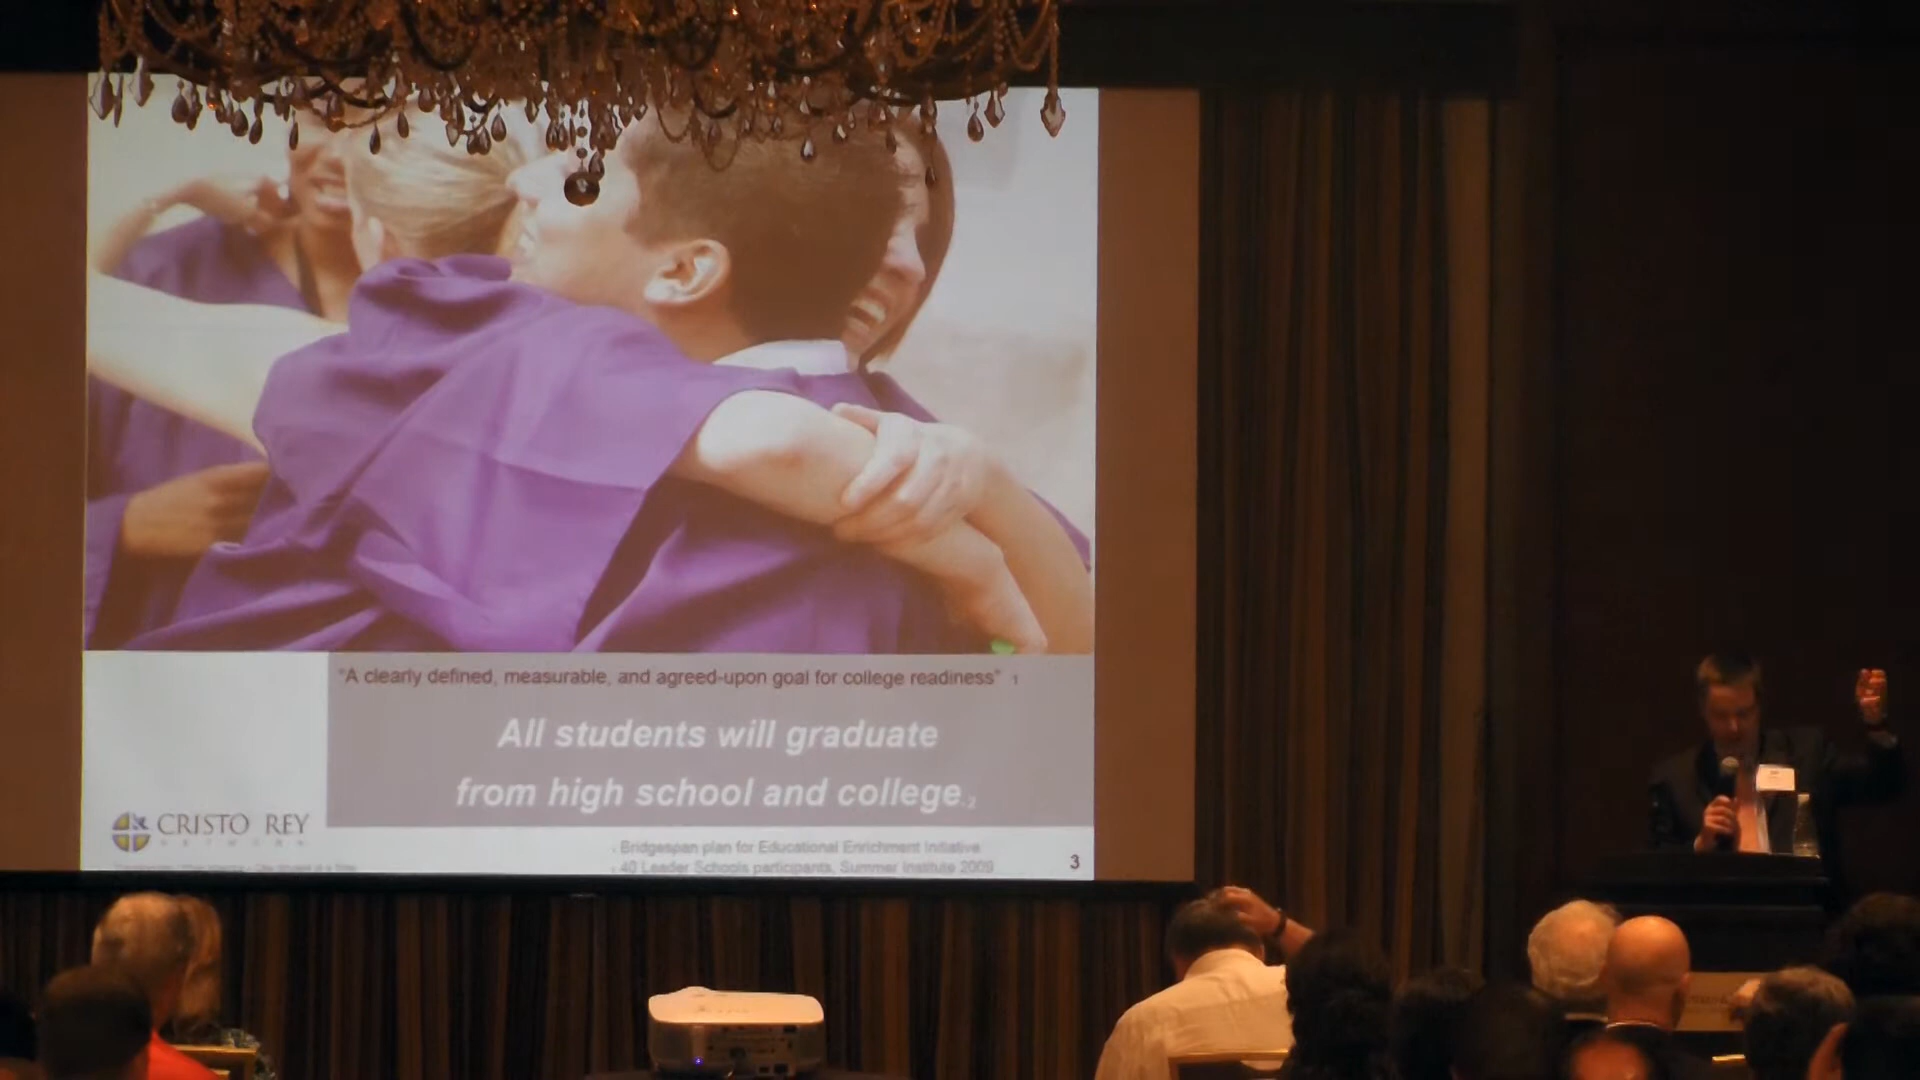 "A clearly defined, measurable, and agreed-upon goal for college readiness" 1
All students will graduate
from high school and college.2
CRISTO REY
NETWORK
Bridgespan plan for Educational Enrichment Initiative
40 Leader Schools participants, Summer Institute 2009
3